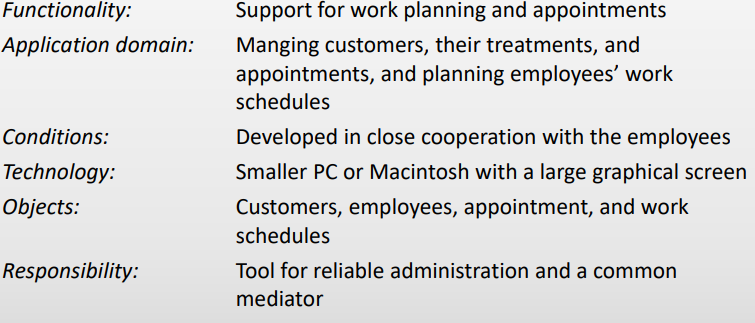 Functionality: Support for work planning and appointments
Application domain: Manging customers, their treatments, and
appointments, and planning employees’ work
schedules
Conditions: Developed in close cooperation with the employees
Technology: Smaller PC or Macintosh with a large graphical screen
Objects: Customers, employees, appointment, and work
schedules
Responsibility: Tool for reliable administration and a common
mediator